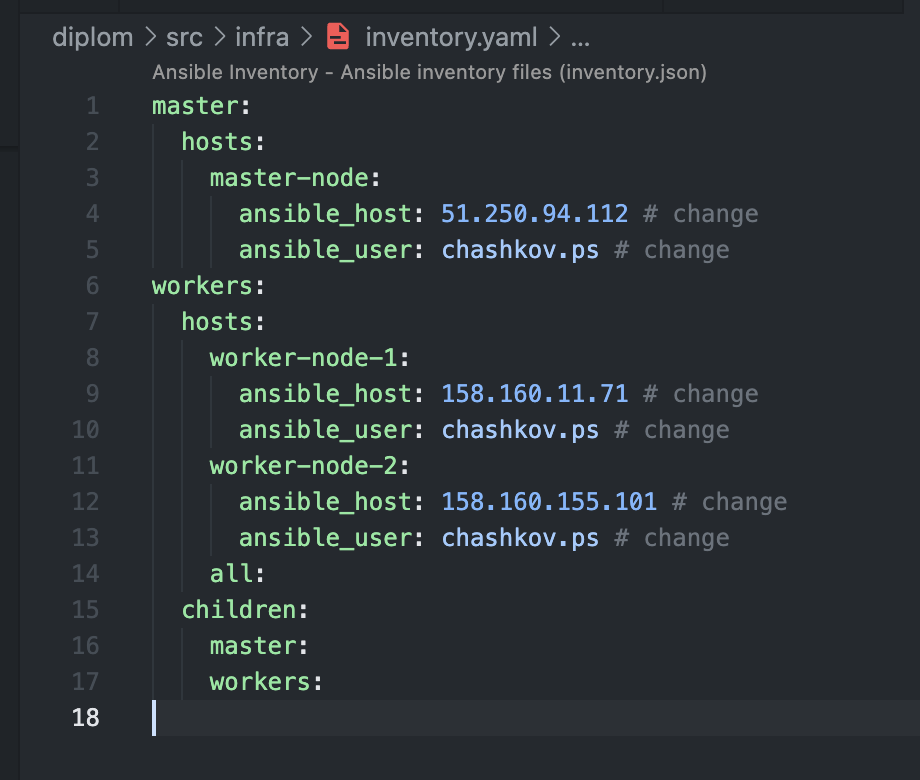 diplom > src > infra > inventory.yaml > ...
Ansible Inventory - Ansible inventory files (inventory.json)
1 master:
2   hosts:
3     master-node:
4       ansible_host: 51.250.94.112 # change
5       ansible_user: chashkov.ps # change
6 workers:
7   hosts:
8     worker-node-1:
9       ansible_host: 158.160.11.71 # change
10       ansible_user: chashkov.ps # change
11     worker-node-2:
12       ansible_host: 158.160.155.101 # change
13       ansible_user: chashkov.ps # change
14     all:
15   children:
16     master:
17     workers:
18